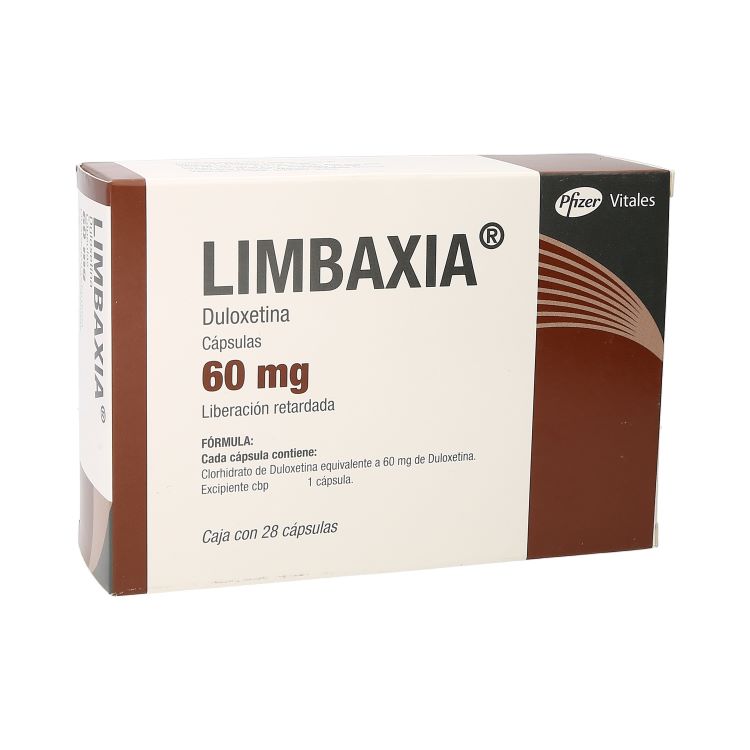 LIMBAXIA®
Duloxetina
Cápsulas
60 mg
Liberación retardada
FÓRMULA:
Cada cápsula contiene:
Clorhidrato de Duloxetina equivalente a 60 mg de Duloxetina.
Excipiente cbp 1 cápsula.
Caja con 28 cápsulas
Pfizer Vitales
LIMBAXIA®
Duloxetina